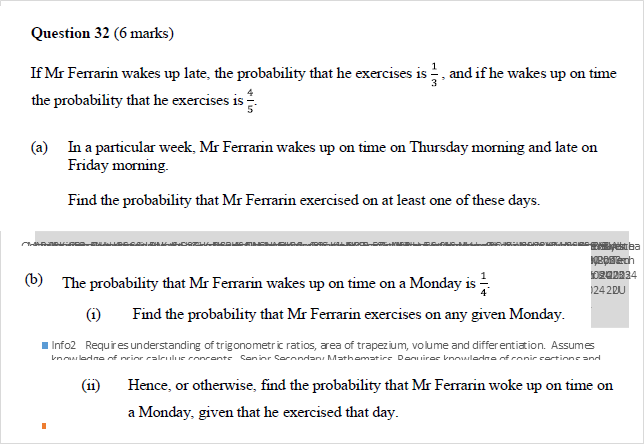 Question 32 (6 marks)
If Mr Ferrarin wakes up late, the probability that he exercises is 1/3, and if he wakes up on time
the probability that he exercises is 4/5.
(a) In a particular week, Mr Ferrarin wakes up on time on Thursday morning and late on
Friday morning.
Find the probability that Mr Ferrarin exercised on at least one of these days.
(b) The probability that Mr Ferrarin wakes up on time on a Monday is 1/4.
(i) Find the probability that Mr Ferrarin exercises on any given Monday.
Info2 Requires understanding of trigonometric ratios, area of trapezium, volume and differentiation. Assumes
knowledge of prior calculus concepts. Senior Secondary Mathematics. Requires knowledge of conic sections and
(ii) Hence, or otherwise, find the probability that Mr Ferrarin woke up on time on
a Monday, given that he exercised that day.